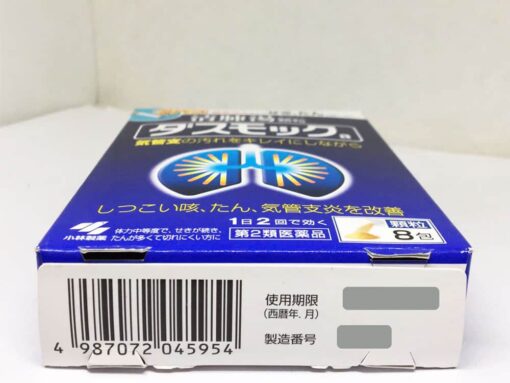 ダスモックa
気管支の汚れをキレイにしながら
しつこい咳、たん、気管支炎を改善
1日2回で効く
第2類医薬品
顆粒
8包
小林製薬
体力中等度で、せきが続き、
たんが多くて切れにくい方に
使用期限
(西暦年. 月)
製造番号
4 987072 045954